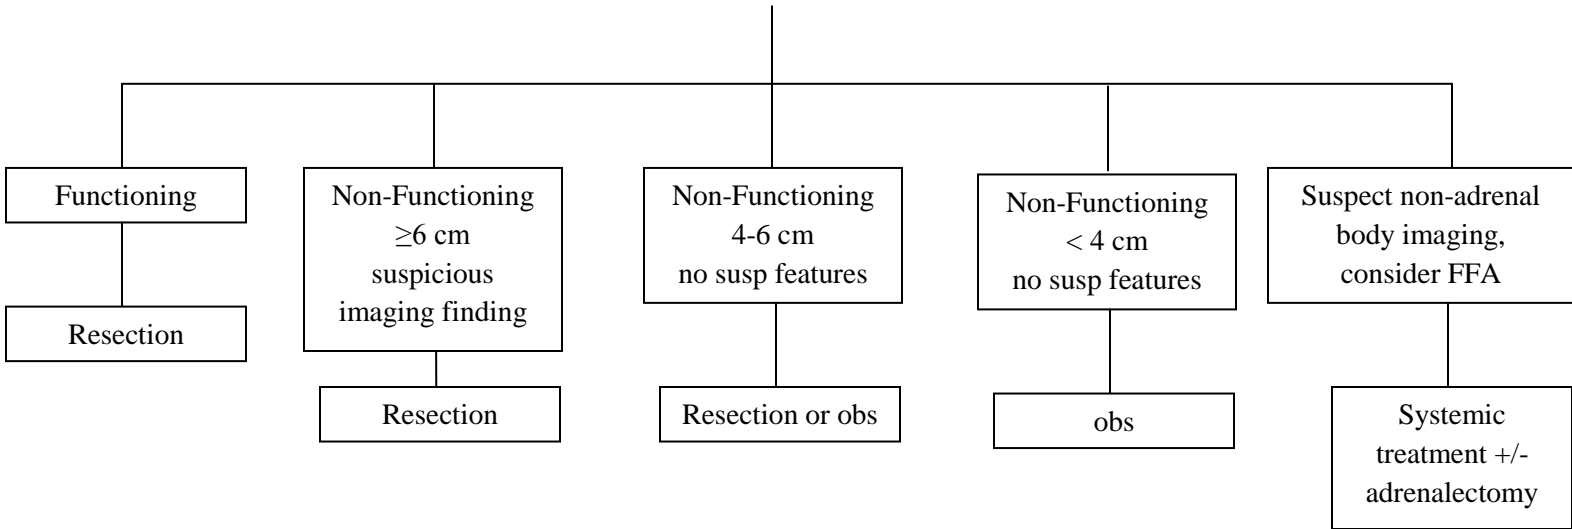 Functioning
Resection
Non-Functioning
≥6 cm
suspicious
imaging finding
Resection
Non-Functioning
4-6 cm
no susp features
Resection or obs
Non-Functioning
< 4 cm
no susp features
obs
Suspect non-adrenal
body imaging,
consider FFA
Systemic
treatment +/-
adrenalectomy